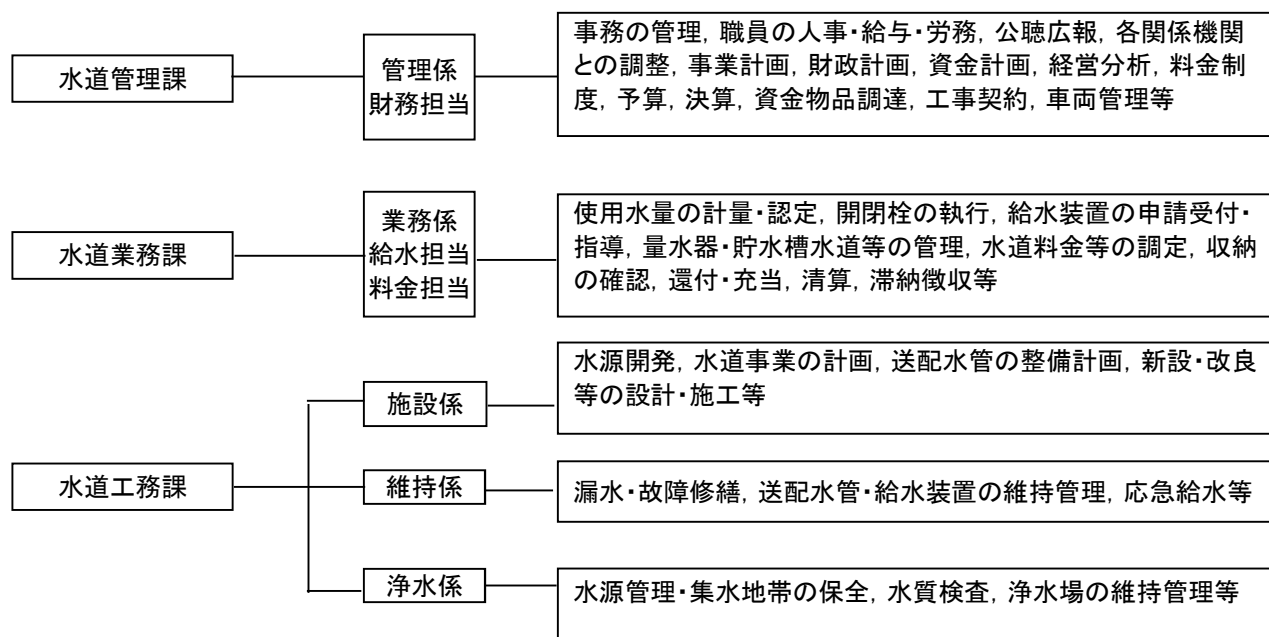 水道管理課
管理係
財務担当
事務の管理, 職員の人事・給与・労務, 公聴広報, 各関係機関
との調整, 事業計画, 財政計画, 資金計画, 経営分析, 料金制
度, 予算, 決算, 資金物品調達, 工事契約, 車両管理等
水道業務課
業務係
給水担当
料金担当
使用水量の計量・認定, 開閉栓の執行, 給水装置の申請受付・
指導, 量水器・貯水槽水道等の管理, 水道料金等の調定, 収納
の確認, 還付・充当, 清算, 滞納徴収等
水道工務課
施設係
水源開発, 水道事業の計画, 送配水管の整備計画, 新設・改良
等の設計・施工等
維持係
漏水・故障修繕, 送配水管・給水装置の維持管理, 応急給水等
浄水係
水源管理・集水地帯の保全, 水質検査, 浄水場の維持管理等